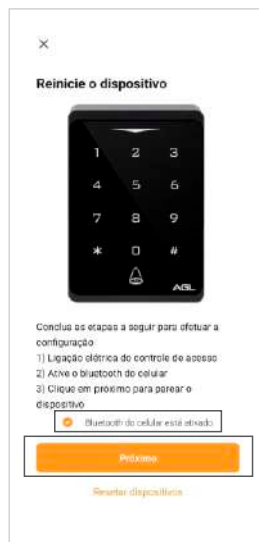 Reinicie o dispositivo
1 2 3
4 5 6
7 8 9
* 0 #
AGL
Conclua as etapas a seguir para efetuar a
configuração
1) Ligação elétrica do controle de acesso
2) Ative o bluetooth do celular
3) Clique em próximo para parear o
dispositivo
Bluetooth do celular está ativado
Próximo
Resetar dispositivos